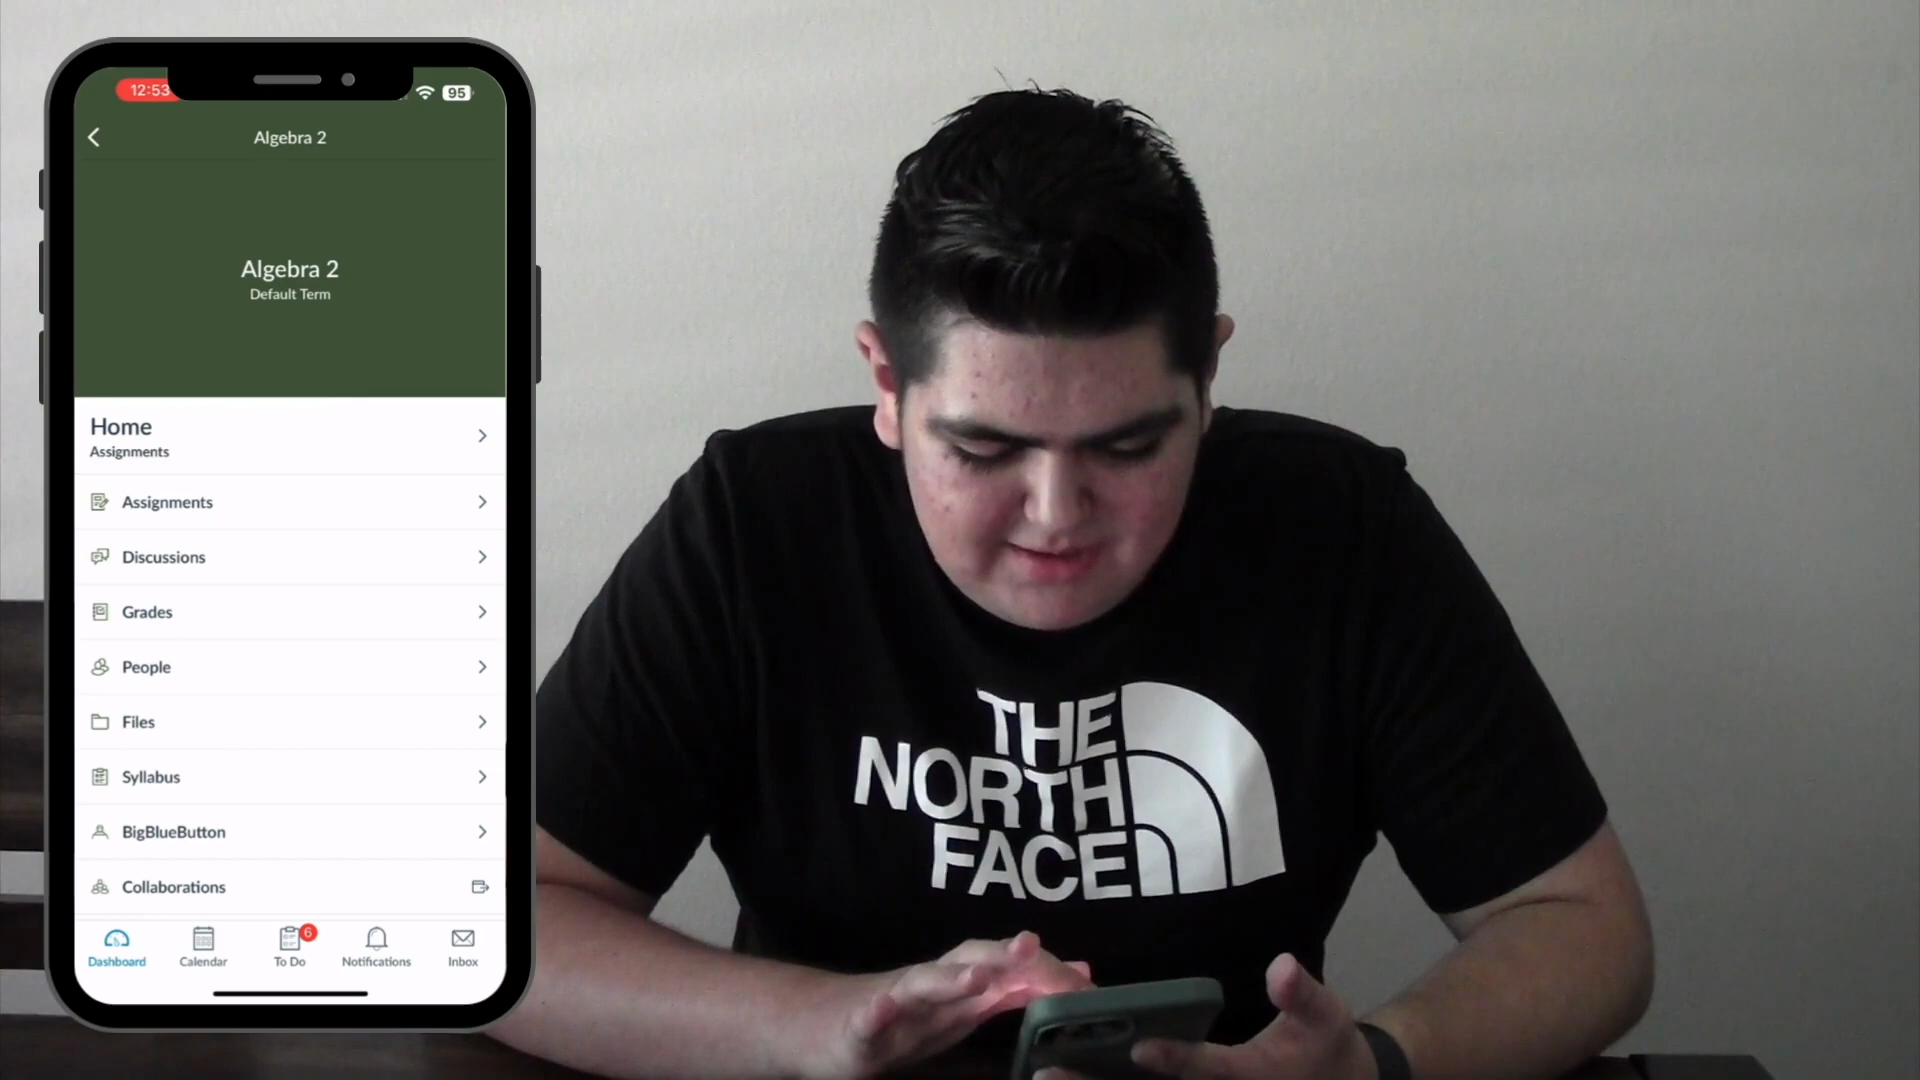 12:53
95
Algebra 2
Algebra 2
Default Term
Home
Assignments
Assignments
Discussions
Grades
People
Files
Syllabus
BigBlueButton
Collaborations
6
Dashboard
Calendar
To Do
Notifications
Inbox
THE
NORTH
FACE